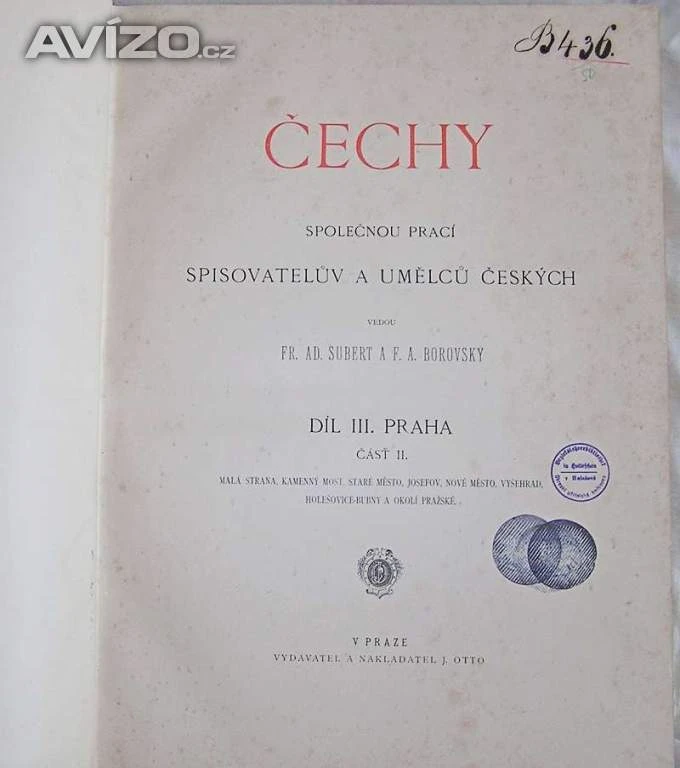 AVÍZO.cz
B436.
ČECHY
SPOLEČNOU PRACÍ
SPISOVATELŮV A UMĚLCŮ ČESKÝCH
VEDOU
FR. AD. ŠUBERT A F. A. BOROVSKÝ
DÍL III. PRAHA
ČÁSŤ II.
MALÁ STRANA, KAMENNÝ MOST, STARÉ MĚSTO, JOSEFOV, NOVÉ MĚSTO, VYŠEHRAD,
HOLEŠOVICE-BUBNY A OKOLÍ PRAŽSKÉ.
V PRAZE
VYDAVATEL A NAKLADATEL J. OTTO